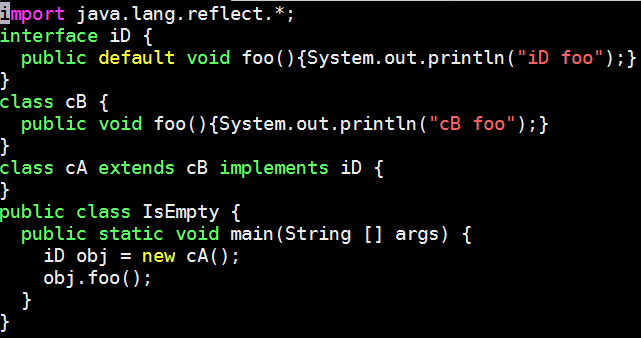 import java.lang.reflect.*;
interface iD {
  public default void foo(){System.out.println("iD foo");}
}
class cB {
  public void foo(){System.out.println("cB foo");}
}
class cA extends cB implements iD {
}
public class IsEmpty {
  public static void main(String [] args) {
    iD obj = new cA();
    obj.foo();
  }
}